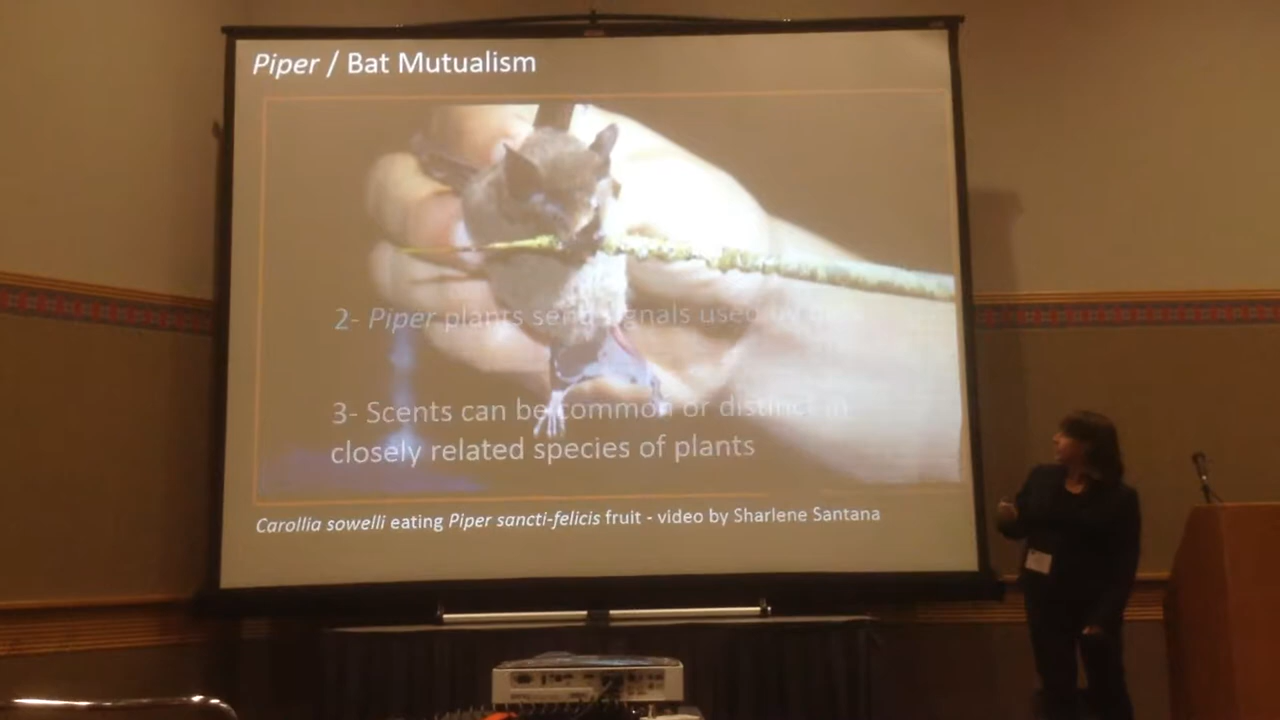 Piper / Bat Mutualism
2- Piper plants send signals used by bats
3- Scents can be common or distinct in
closely related species of plants
Carollia sowelli eating Piper sancti-felicis fruit - video by Sharlene Santana